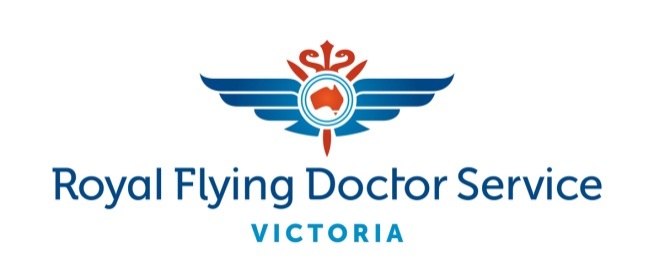 Royal Flying Doctor Service
VICTORIA